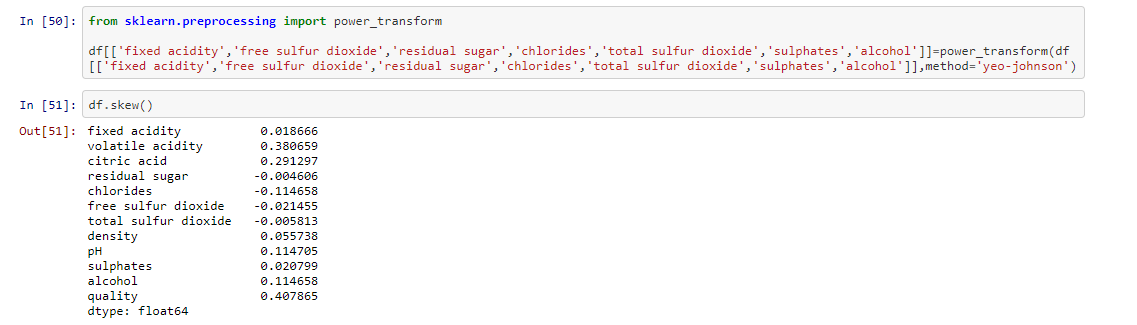 In [50]: from sklearn.preprocessing import power_transform
df[['fixed acidity','free sulfur dioxide','residual sugar','chlorides','total sulfur dioxide','sulphates','alcohol']]=power_transform(df
[['fixed acidity','free sulfur dioxide','residual sugar','chlorides','total sulfur dioxide','sulphates','alcohol']],method='yeo-johnson')
In [51]: df.skew()
Out[51]: fixed acidity 0.018666
volatile acidity 0.380659
citric acid 0.291297
residual sugar -0.004606
chlorides -0.114658
free sulfur dioxide -0.021455
total sulfur dioxide -0.005813
density 0.055738
pH 0.114705
sulphates 0.020799
alcohol 0.114658
quality 0.407865
dtype: float64